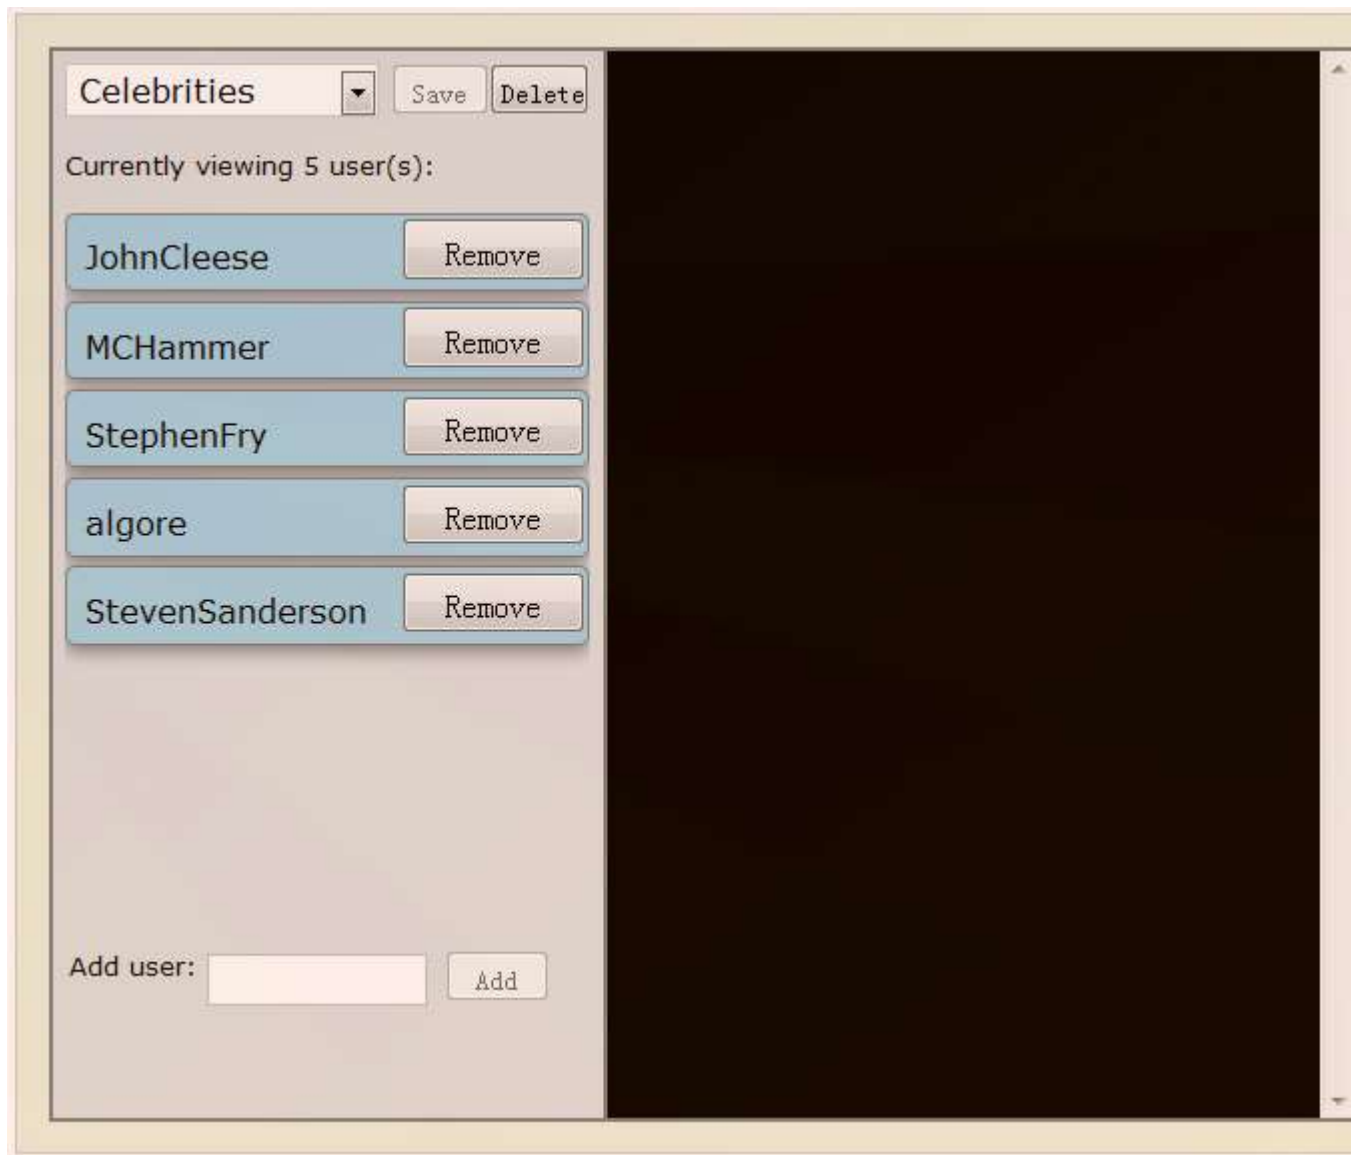 Celebrities Save Delete
Currently viewing 5 user(s):
JohnCleese Remove
MCHammer Remove
StephenFry Remove
algore Remove
StevenSanderson Remove
Add user: Add